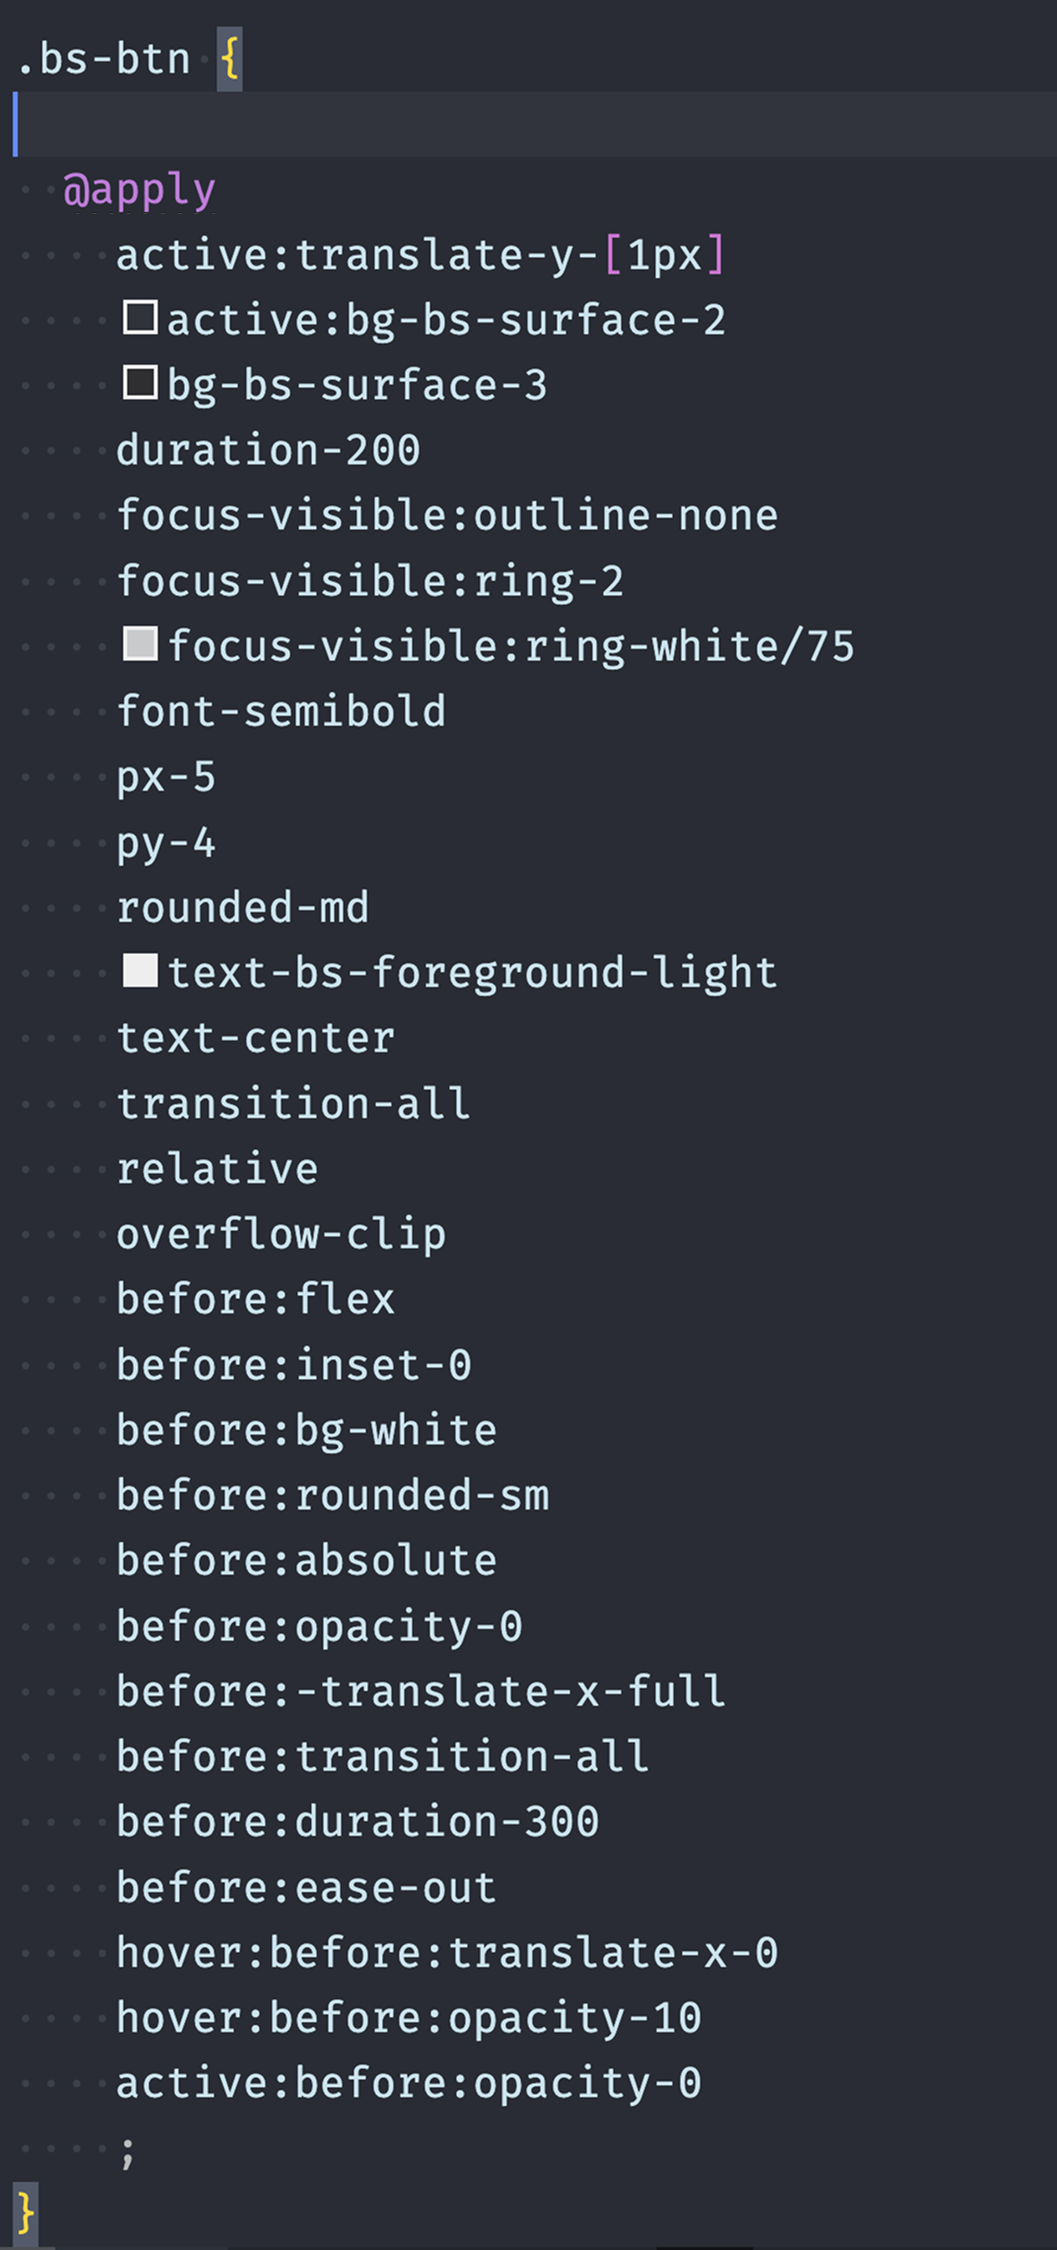 .bs-btn {
@apply
active:translate-y-[1px]
active:bg-bs-surface-2
bg-bs-surface-3
duration-200
focus-visible:outline-none
focus-visible:ring-2
focus-visible:ring-white/75
font-semibold
px-5
py-4
rounded-md
text-bs-foreground-light
text-center
transition-all
relative
overflow-clip
before:flex
before:inset-0
before:bg-white
before:rounded-sm
before:absolute
before:opacity-0
before:-translate-x-full
before:transition-all
before:duration-300
before:ease-out
hover:before:translate-x-0
hover:before:opacity-10
active:before:opacity-0
;
}